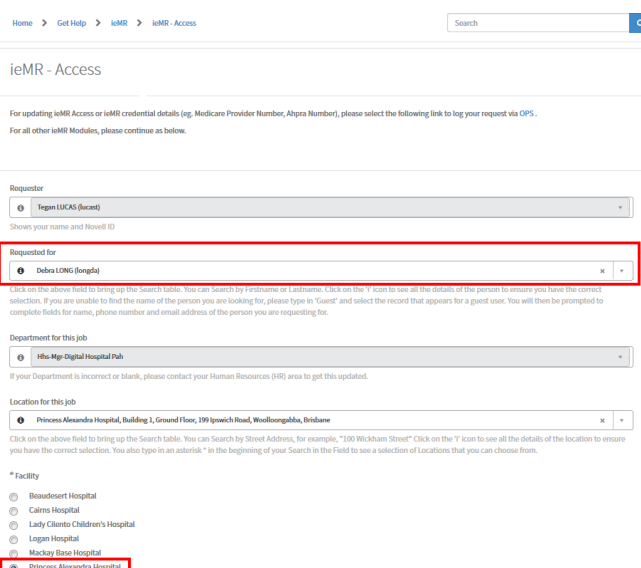 Home > Get Help > ieMR > ieMR - Access
Search
ieMR - Access
For updating ieMR Access or ieMR credential details (eg. Medicare Provider Number, Ahpra Number), please select the following link to log your request via OPS .
For all other ieMR Modules, please continue as below.
Requester
Tegan LUCAS (lucast)
Shows your name and Novell ID
Requested for
Debra LONG (longda)
Click on the above field to bring up the Search table. You can Search by Firstname or Lastname. Click on the 'i' icon to see all the details of the person to ensure you have the correct
selection. If you are unable to find the name of the person you are looking for, please type in 'Guest' and select the record that appears for a guest user. You will then be prompted to
complete fields for name, phone number and email address of the person you are requesting for.
Department for this job
Hhs-Mgr-Digital Hospital Pah
If your Department is incorrect or blank, please contact your Human Resources (HR) area to get this updated.
Location for this job
Princess Alexandra Hospital, Building 1, Ground Floor, 199 Ipswich Road, Woolloongabba, Brisbane
Click on the above field to bring up the Search table. You can Search by Street Address, for example, "100 Wickham Street" Click on the 'i' icon to see all the details of the location to ensure
you have the correct selection. You also type in an asterisk * in the beginning of your Search in the Field to see a selection of Locations that you can choose from.
* Facility
Beaudesert Hospital
Cairns Hospital
Lady Cilento Children's Hospital
Logan Hospital
Mackay Base Hospital
Princess Alexandra Hospital